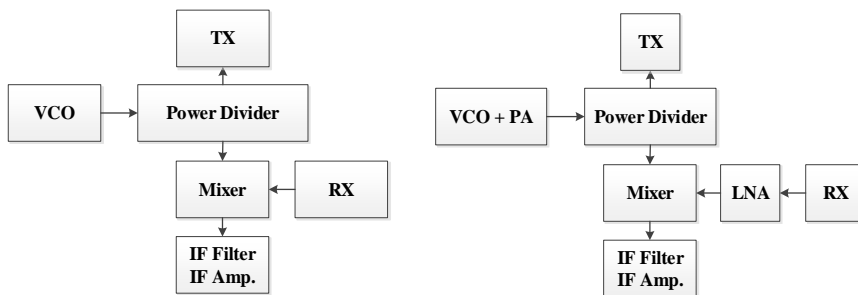 TX
VCO
Power Divider
Mixer
RX
IF Filter
IF Amp.
TX
VCO + PA
Power Divider
Mixer
LNA
RX
IF Filter
IF Amp.